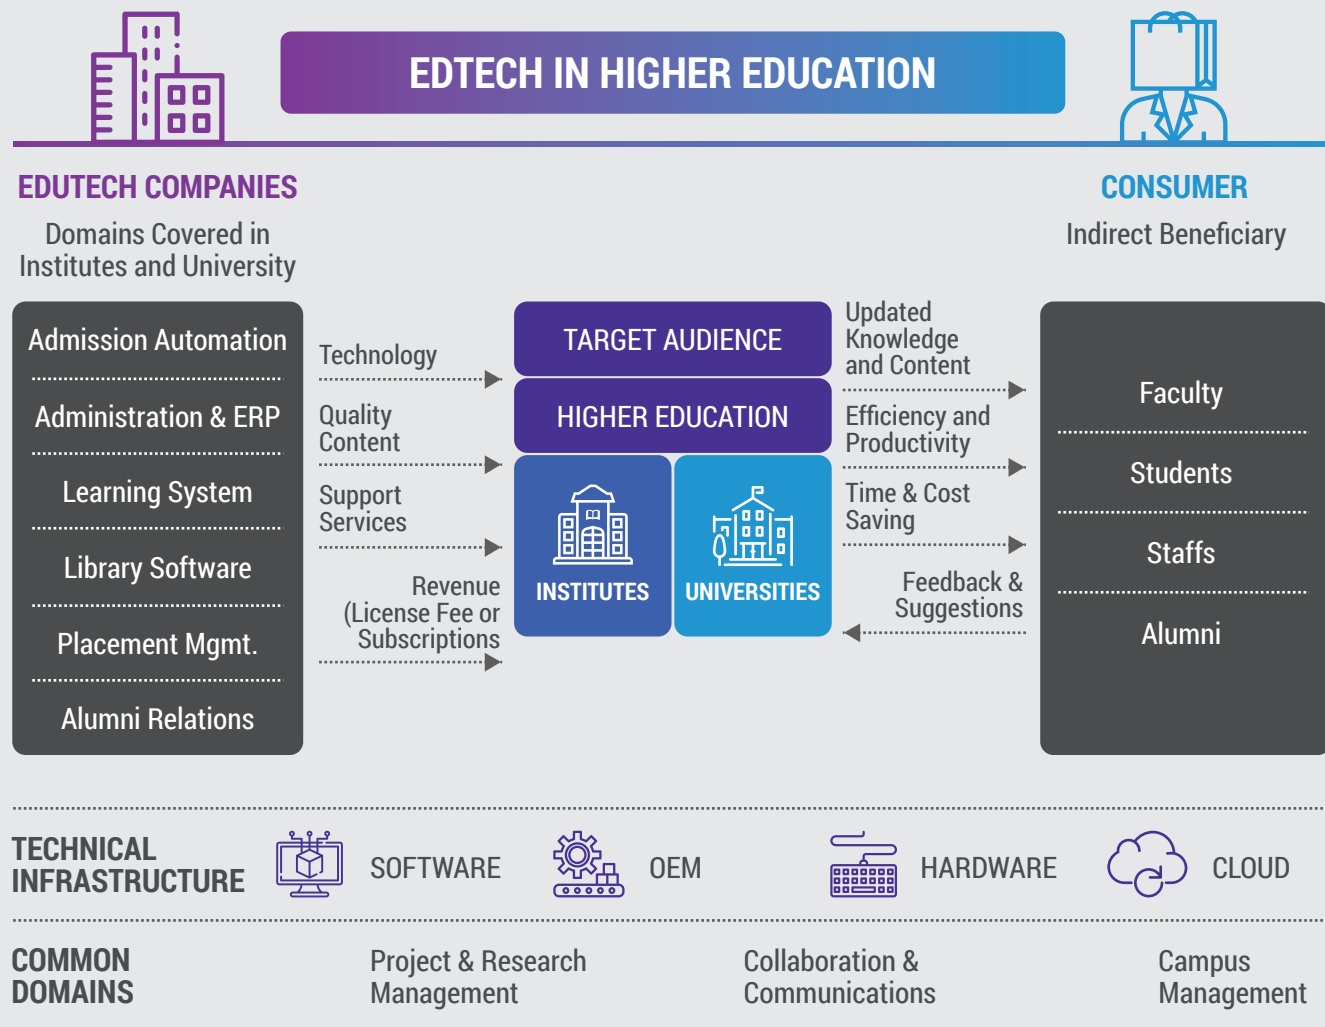 EDTECH IN HIGHER EDUCATION
EDUTECH COMPANIES
Domains Covered in
Institutes and University
Admission Automation
Administration & ERP
Learning System
Library Software
Placement Mgmt.
Alumni Relations
Technology
Quality
Content
Support
Services
Revenue
(License Fee or
Subscriptions
TARGET AUDIENCE
HIGHER EDUCATION
INSTITUTES
UNIVERSITIES
Updated
Knowledge
and Content
Efficiency and
Productivity
Time & Cost
Saving
Feedback &
Suggestions
CONSUMER
Indirect Beneficiary
Faculty
Students
Staffs
Alumni
TECHNICAL
INFRASTRUCTURE
SOFTWARE
OEM
HARDWARE
CLOUD
COMMON
DOMAINS
Project & Research
Management
Collaboration &
Communications
Campus
Management